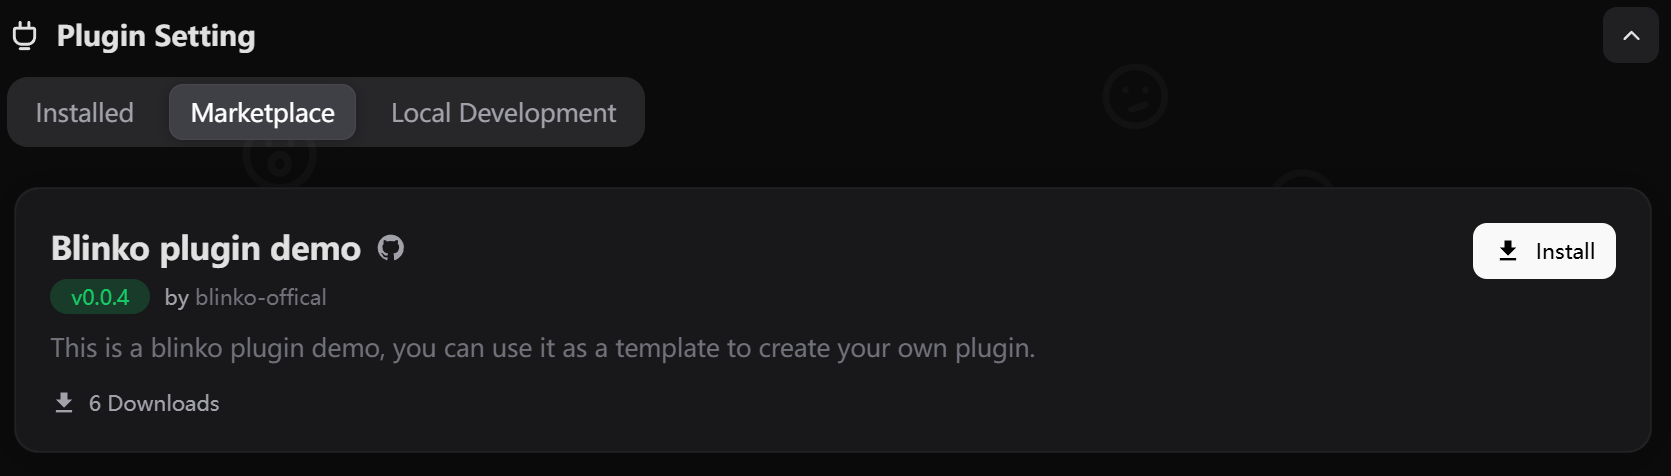 Plugin Setting
Installed Marketplace Local Development
Blinko plugin demo
Install
v0.0.4 by blinko-offical
This is a blinko plugin demo, you can use it as a template to create your own plugin.
6 Downloads